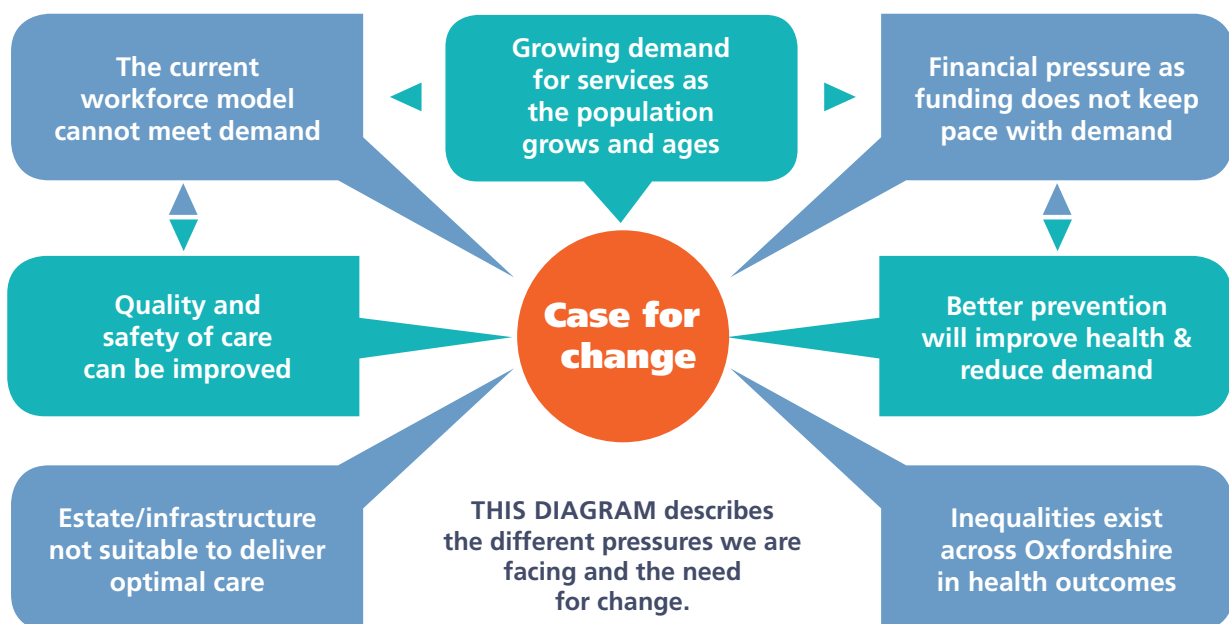 The current
workforce model
cannot meet demand
Growing demand
for services as
the population
grows and ages
Financial pressure as
funding does not keep
pace with demand
Quality and
safety of care
can be improved
Case for
change
Better prevention
will improve health &
reduce demand
Estate/infrastructure
not suitable to deliver
optimal care
THIS DIAGRAM describes
the different pressures we are
facing and the need
for change.
Inequalities exist
across Oxfordshire
in health outcomes